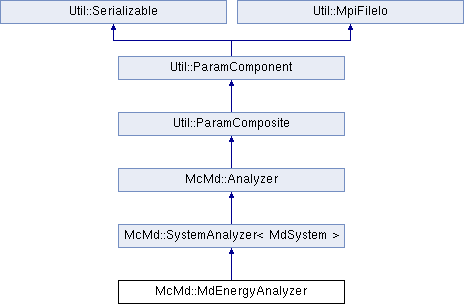 Util::Serializable
Util::MpiFileIo
Util::ParamComponent
Util::ParamComposite
McMd::Analyzer
McMd::SystemAnalyzer< MdSystem >
McMd::MdEnergyAnalyzer